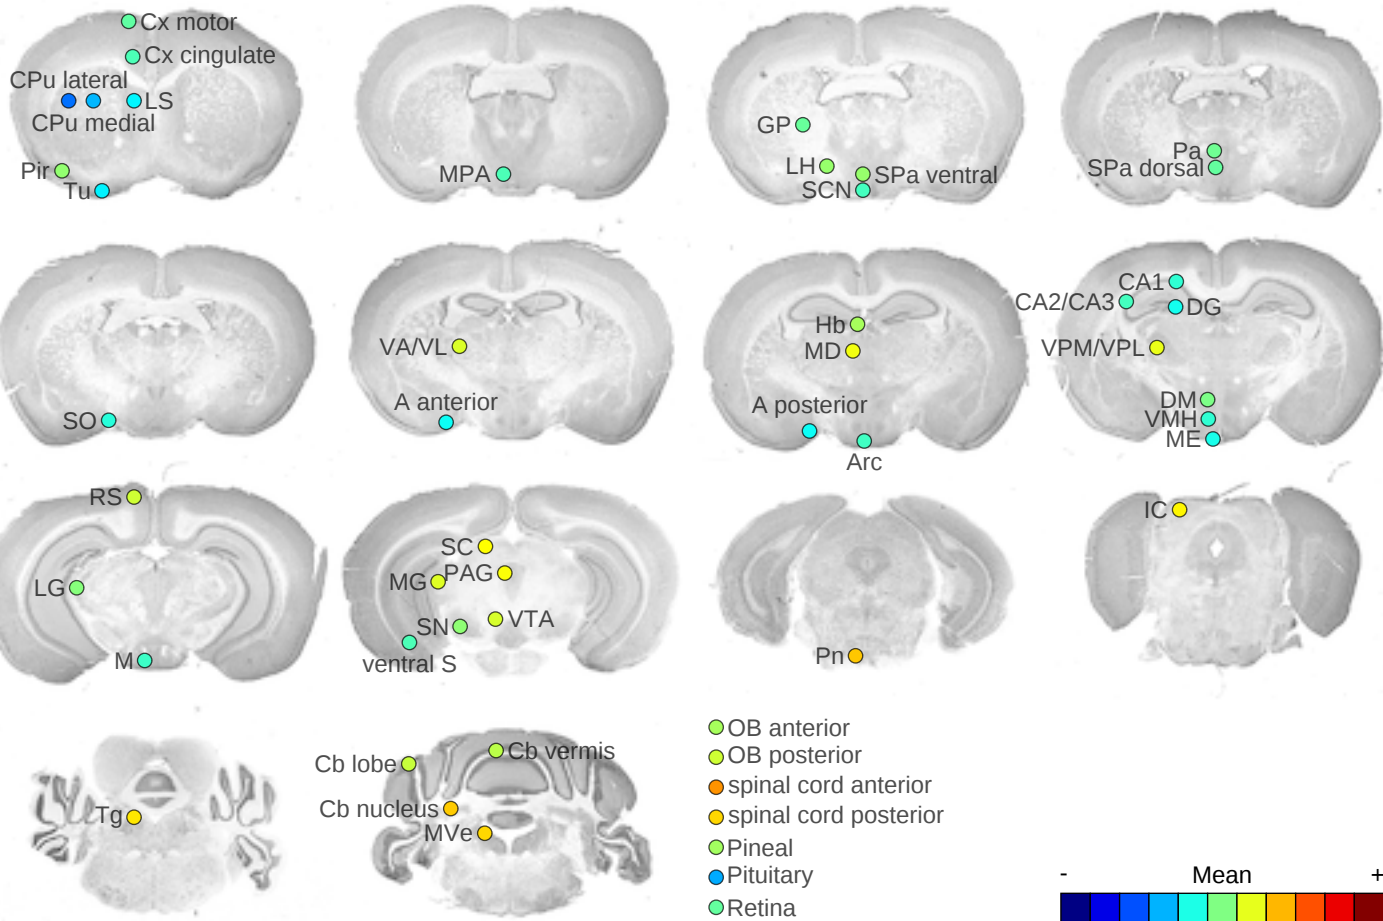 Cx motor
Cx cingulate
CPu lateral
LS
CPu medial
Pir
Tu
MPA
GP
LH
SPa ventral
SCN
Pa
SPa dorsal
SO
VA/VL
A anterior
Hb
MD
A posterior
Arc
CA1
CA2/CA3
DG
VPM/VPL
DM
VMH
ME
RS
LG
M
SC
MG
PAG
SN
VTA
ventral S
Pn
IC
Tg
Cb lobe
Cb vermis
Cb nucleus
MVe
OB anterior
OB posterior
spinal cord anterior
spinal cord posterior
Pineal
Pituitary
Retina
- Mean +